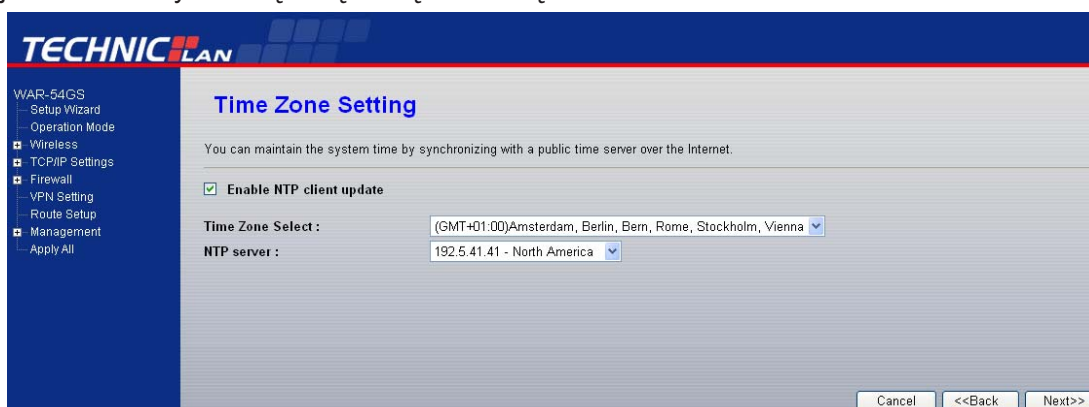 TECHNIC LAN
WAR-54GS
Setup Wizard
Operation Mode
Wireless
TCP/IP Settings
Firewall
VPN Setting
Route Setup
Management
Apply All
Time Zone Setting
You can maintain the system time by synchronizing with a public time server over the Internet.
Enable NTP client update
Time Zone Select : (GMT+01:00)Amsterdam, Berlin, Bern, Rome, Stockholm, Vienna
NTP server : 192.5.41.41 - North America
Cancel <<Back Next>>